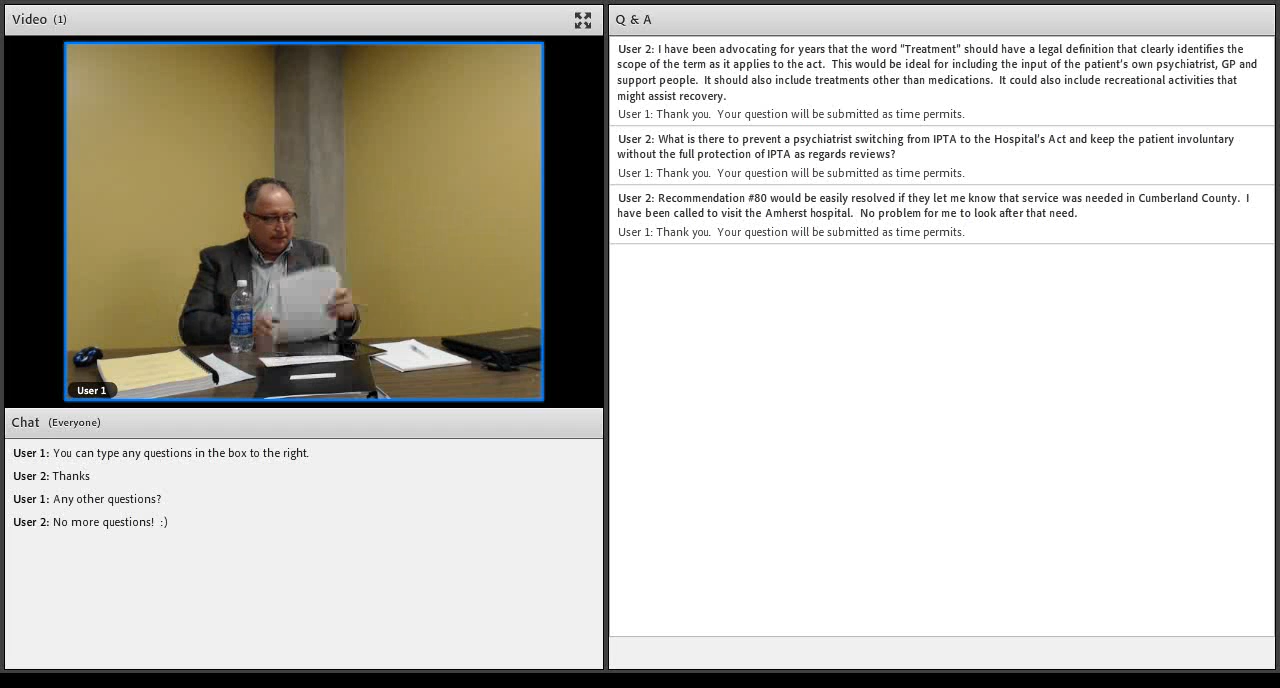 Video (1)
User 1
Chat (Everyone)
User 1: You can type any questions in the box to the right.
User 2: Thanks
User 1: Any other questions?
User 2: No more questions! :)
Q & A
User 2: I have been advocating for years that the word "Treatment" should have a legal definition that clearly identifies the
scope of the term as it applies to the act. This would be ideal for including the input of the patient's own psychiatrist, GP and
support people. It should also include treatments other than medications. It could also include recreational activities that
might assist recovery.
User 1: Thank you. Your question will be submitted as time permits.
User 2: What is there to prevent a psychiatrist switching from IPTA to the Hospital's Act and keep the patient involuntary
without the full protection of IPTA as regards reviews?
User 1: Thank you. Your question will be submitted as time permits.
User 2: Recommendation #80 would be easily resolved if they let me know that service was needed in Cumberland County. I
have been called to visit the Amherst hospital. No problem for me to look after that need.
User 1: Thank you. Your question will be submitted as time permits.